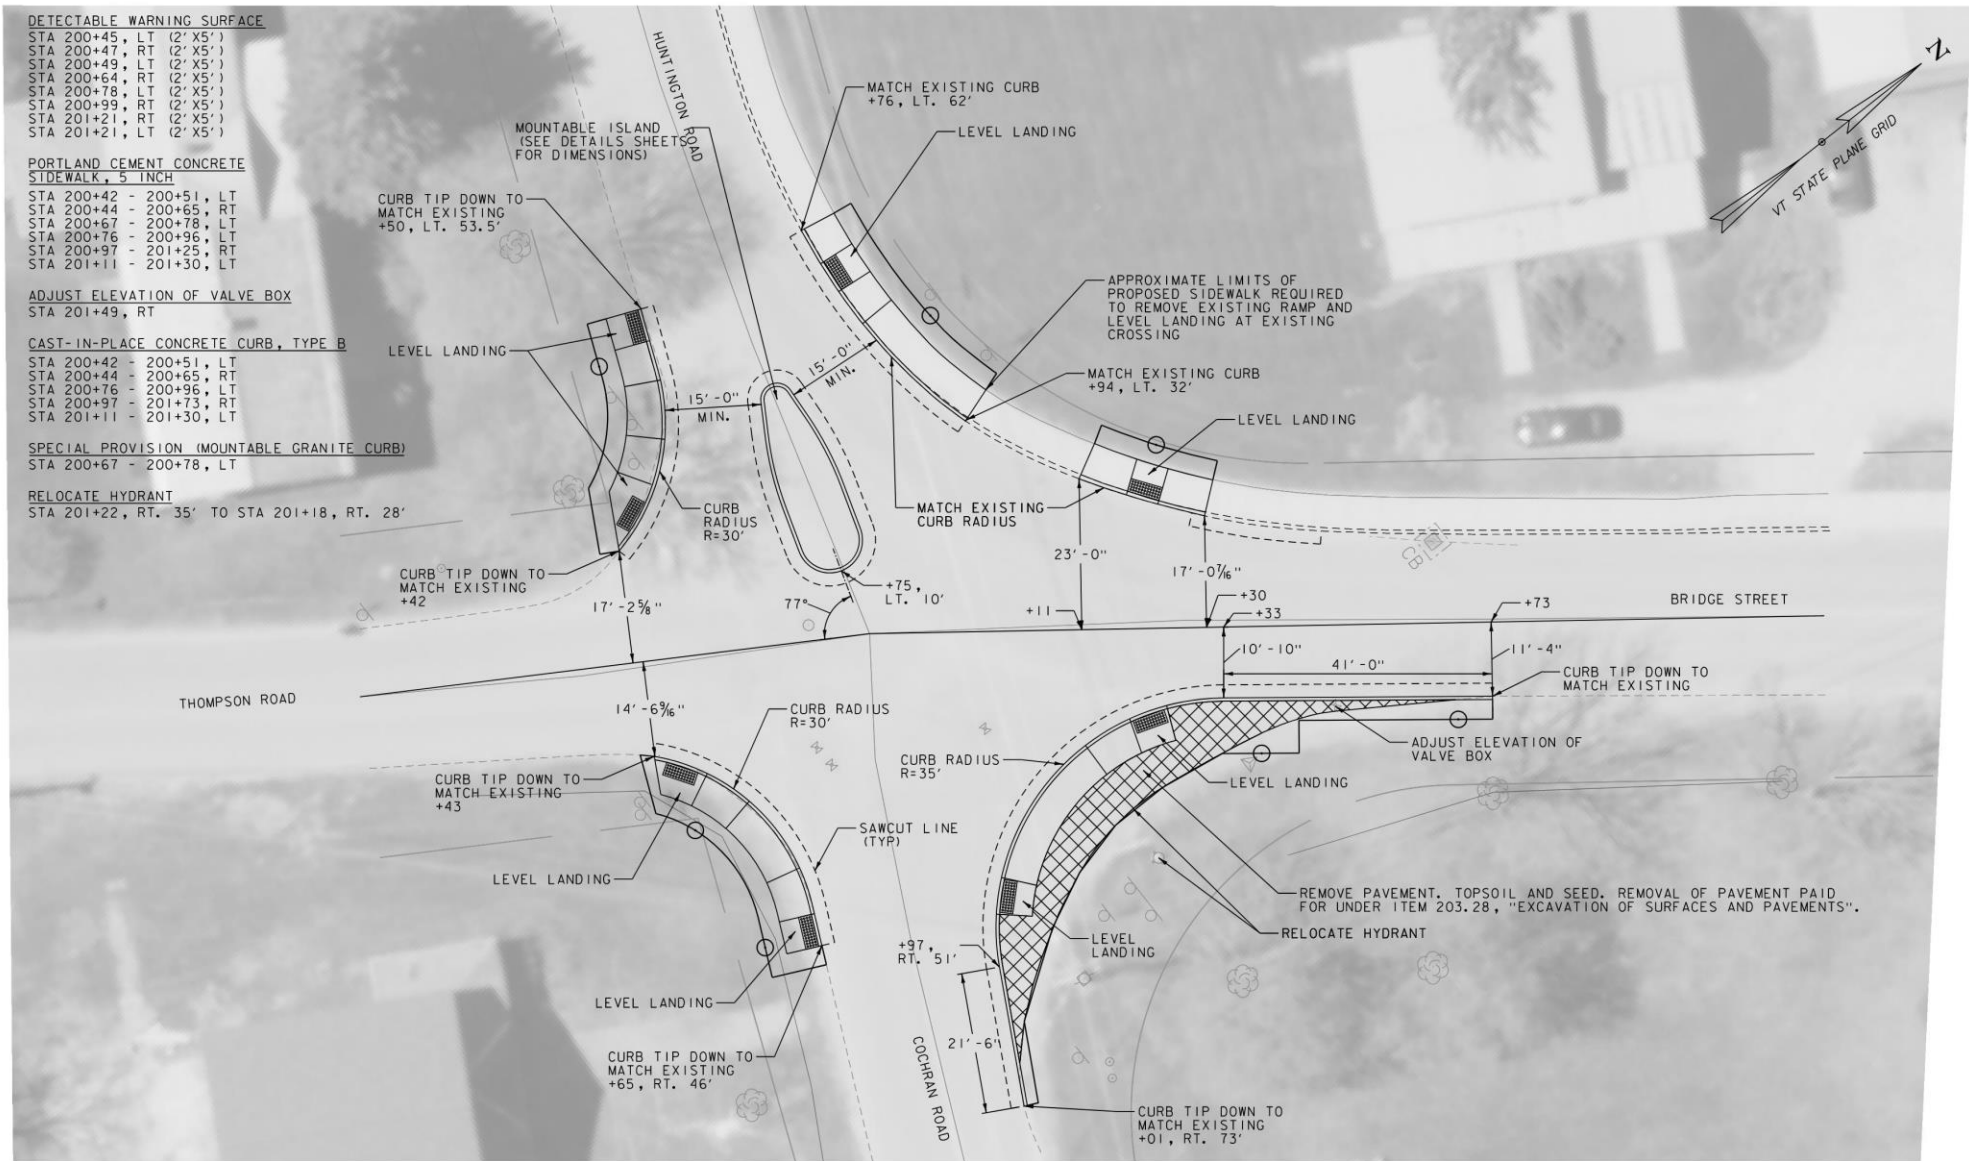 DETECTABLE WARNING SURFACE
STA 200+45, LT (2' X5')
STA 200+47, RT (2' X5')
STA 200+49, LT (2' X5')
STA 200+64, RT (2' X5')
STA 200+78, LT (2' X5')
STA 200+99, RT (2' X5')
STA 201+21, RT (2' X5')
STA 201+21, LT (2' X5')
PORTLAND CEMENT CONCRETE
SIDEWALK, 5 INCH
STA 200+42 - 200+51, LT
STA 200+44 - 200+65, RT
STA 200+67 - 200+78, LT
STA 200+76 - 200+96, LT
STA 200+97 - 201+25, RT
STA 201+11 - 201+30, LT
ADJUST ELEVATION OF VALVE BOX
STA 201+49, RT
CAST-IN-PLACE CONCRETE CURB, TYPE B
STA 200+42 - 200+51, LT
STA 200+44 - 200+65, RT
STA 200+76 - 200+96, LT
STA 200+97 - 201+73, RT
STA 201+11 - 201+30, LT
SPECIAL PROVISION (MOUNTABLE GRANITE CURB)
STA 200+67 - 200+78, LT
RELOCATE HYDRANT
STA 201+22, RT. 35' TO STA 201+18, RT. 28'
HUNTINGTON ROAD
MOUNTABLE ISLAND
(SEE DETAILS SHEETS
FOR DIMENSIONS)
CURB TIP DOWN TO
MATCH EXISTING
+50, LT. 53.5'
MATCH EXISTING CURB
+76, LT. 62'
LEVEL LANDING
N
VT STATE PLANE GRID
APPROXIMATE LIMITS OF
PROPOSED SIDEWALK REQUIRED
TO REMOVE EXISTING RAMP AND
LEVEL LANDING AT EXISTING
CROSSING
LEVEL LANDING
15'-0"
MIN.
15'-0"
MIN.
MATCH EXISTING CURB
+94, LT. 32'
LEVEL LANDING
CURB
RADIUS
R=30'
MATCH EXISTING
CURB RADIUS
CB
CURB TIP DOWN TO
MATCH EXISTING
+42
17'-2⅝"
77°
+75,
LT. 10'
23'-0"
17'-0⁷⁄₁₆"
+11
+30
+33
+73
BRIDGE STREET
10'-10"
41'-0"
11'-4"
CURB TIP DOWN TO
MATCH EXISTING
THOMPSON ROAD
14'-6⁹⁄₁₆"
CURB RADIUS
R=30'
CURB RADIUS
R=35'
ADJUST ELEVATION OF
VALVE BOX
LEVEL LANDING
CURB TIP DOWN TO
MATCH EXISTING
+43
SAWCUT LINE
(TYP)
LEVEL LANDING
REMOVE PAVEMENT. TOPSOIL AND SEED. REMOVAL OF PAVEMENT PAID
FOR UNDER ITEM 203.28, "EXCAVATION OF SURFACES AND PAVEMENTS".
RELOCATE HYDRANT
LEVEL
LANDING
+97,
RT. 51'
LEVEL LANDING
21'-6"
CURB TIP DOWN TO
MATCH EXISTING
+65, RT. 46'
COCHRAN ROAD
CURB TIP DOWN TO
MATCH EXISTING
+01, RT. 73'